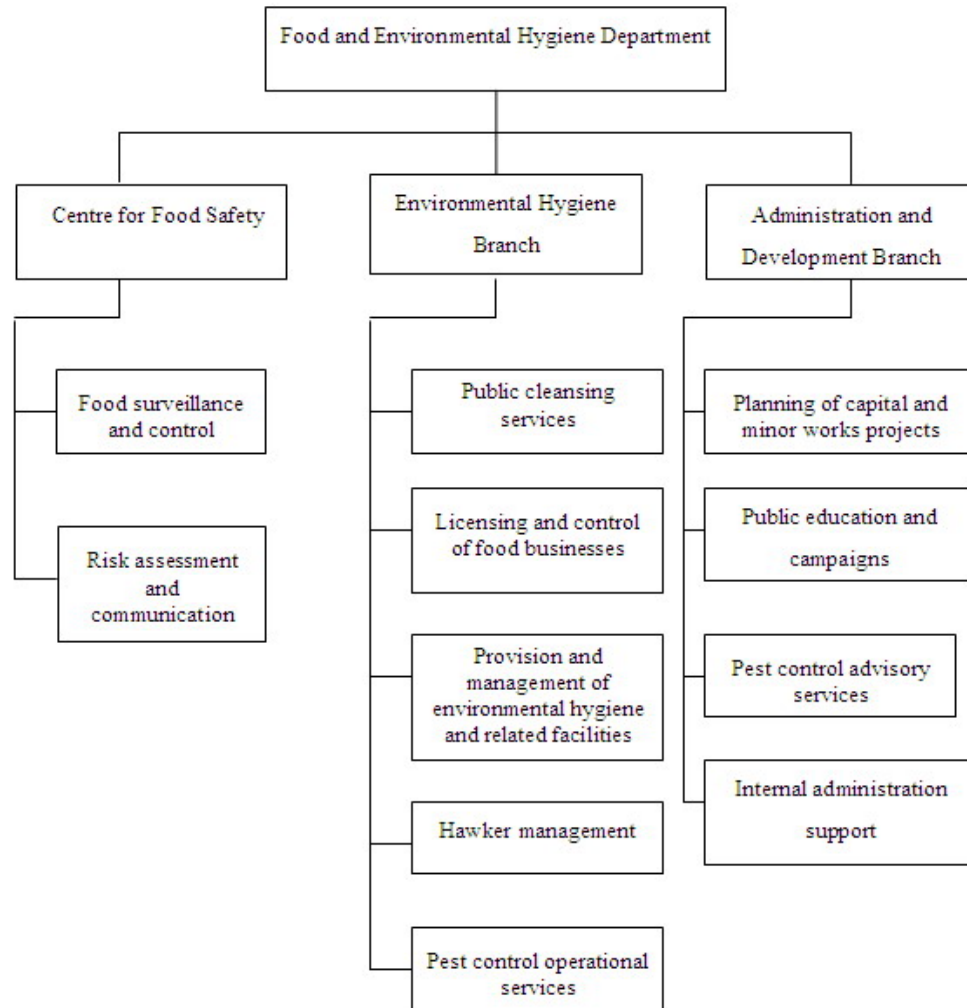 Food and Environmental Hygiene Department
Centre for Food Safety
Environmental Hygiene
Branch
Administration and
Development Branch
Food surveillance
and control
Risk assessment
and
communication
Public cleansing
services
Licensing and control
of food businesses
Provision and
management of
environmental hygiene
and related facilities
Hawker management
Pest control operational
services
Planning of capital and
minor works projects
Public education and
campaigns
Pest control advisory
services
Internal administration
support